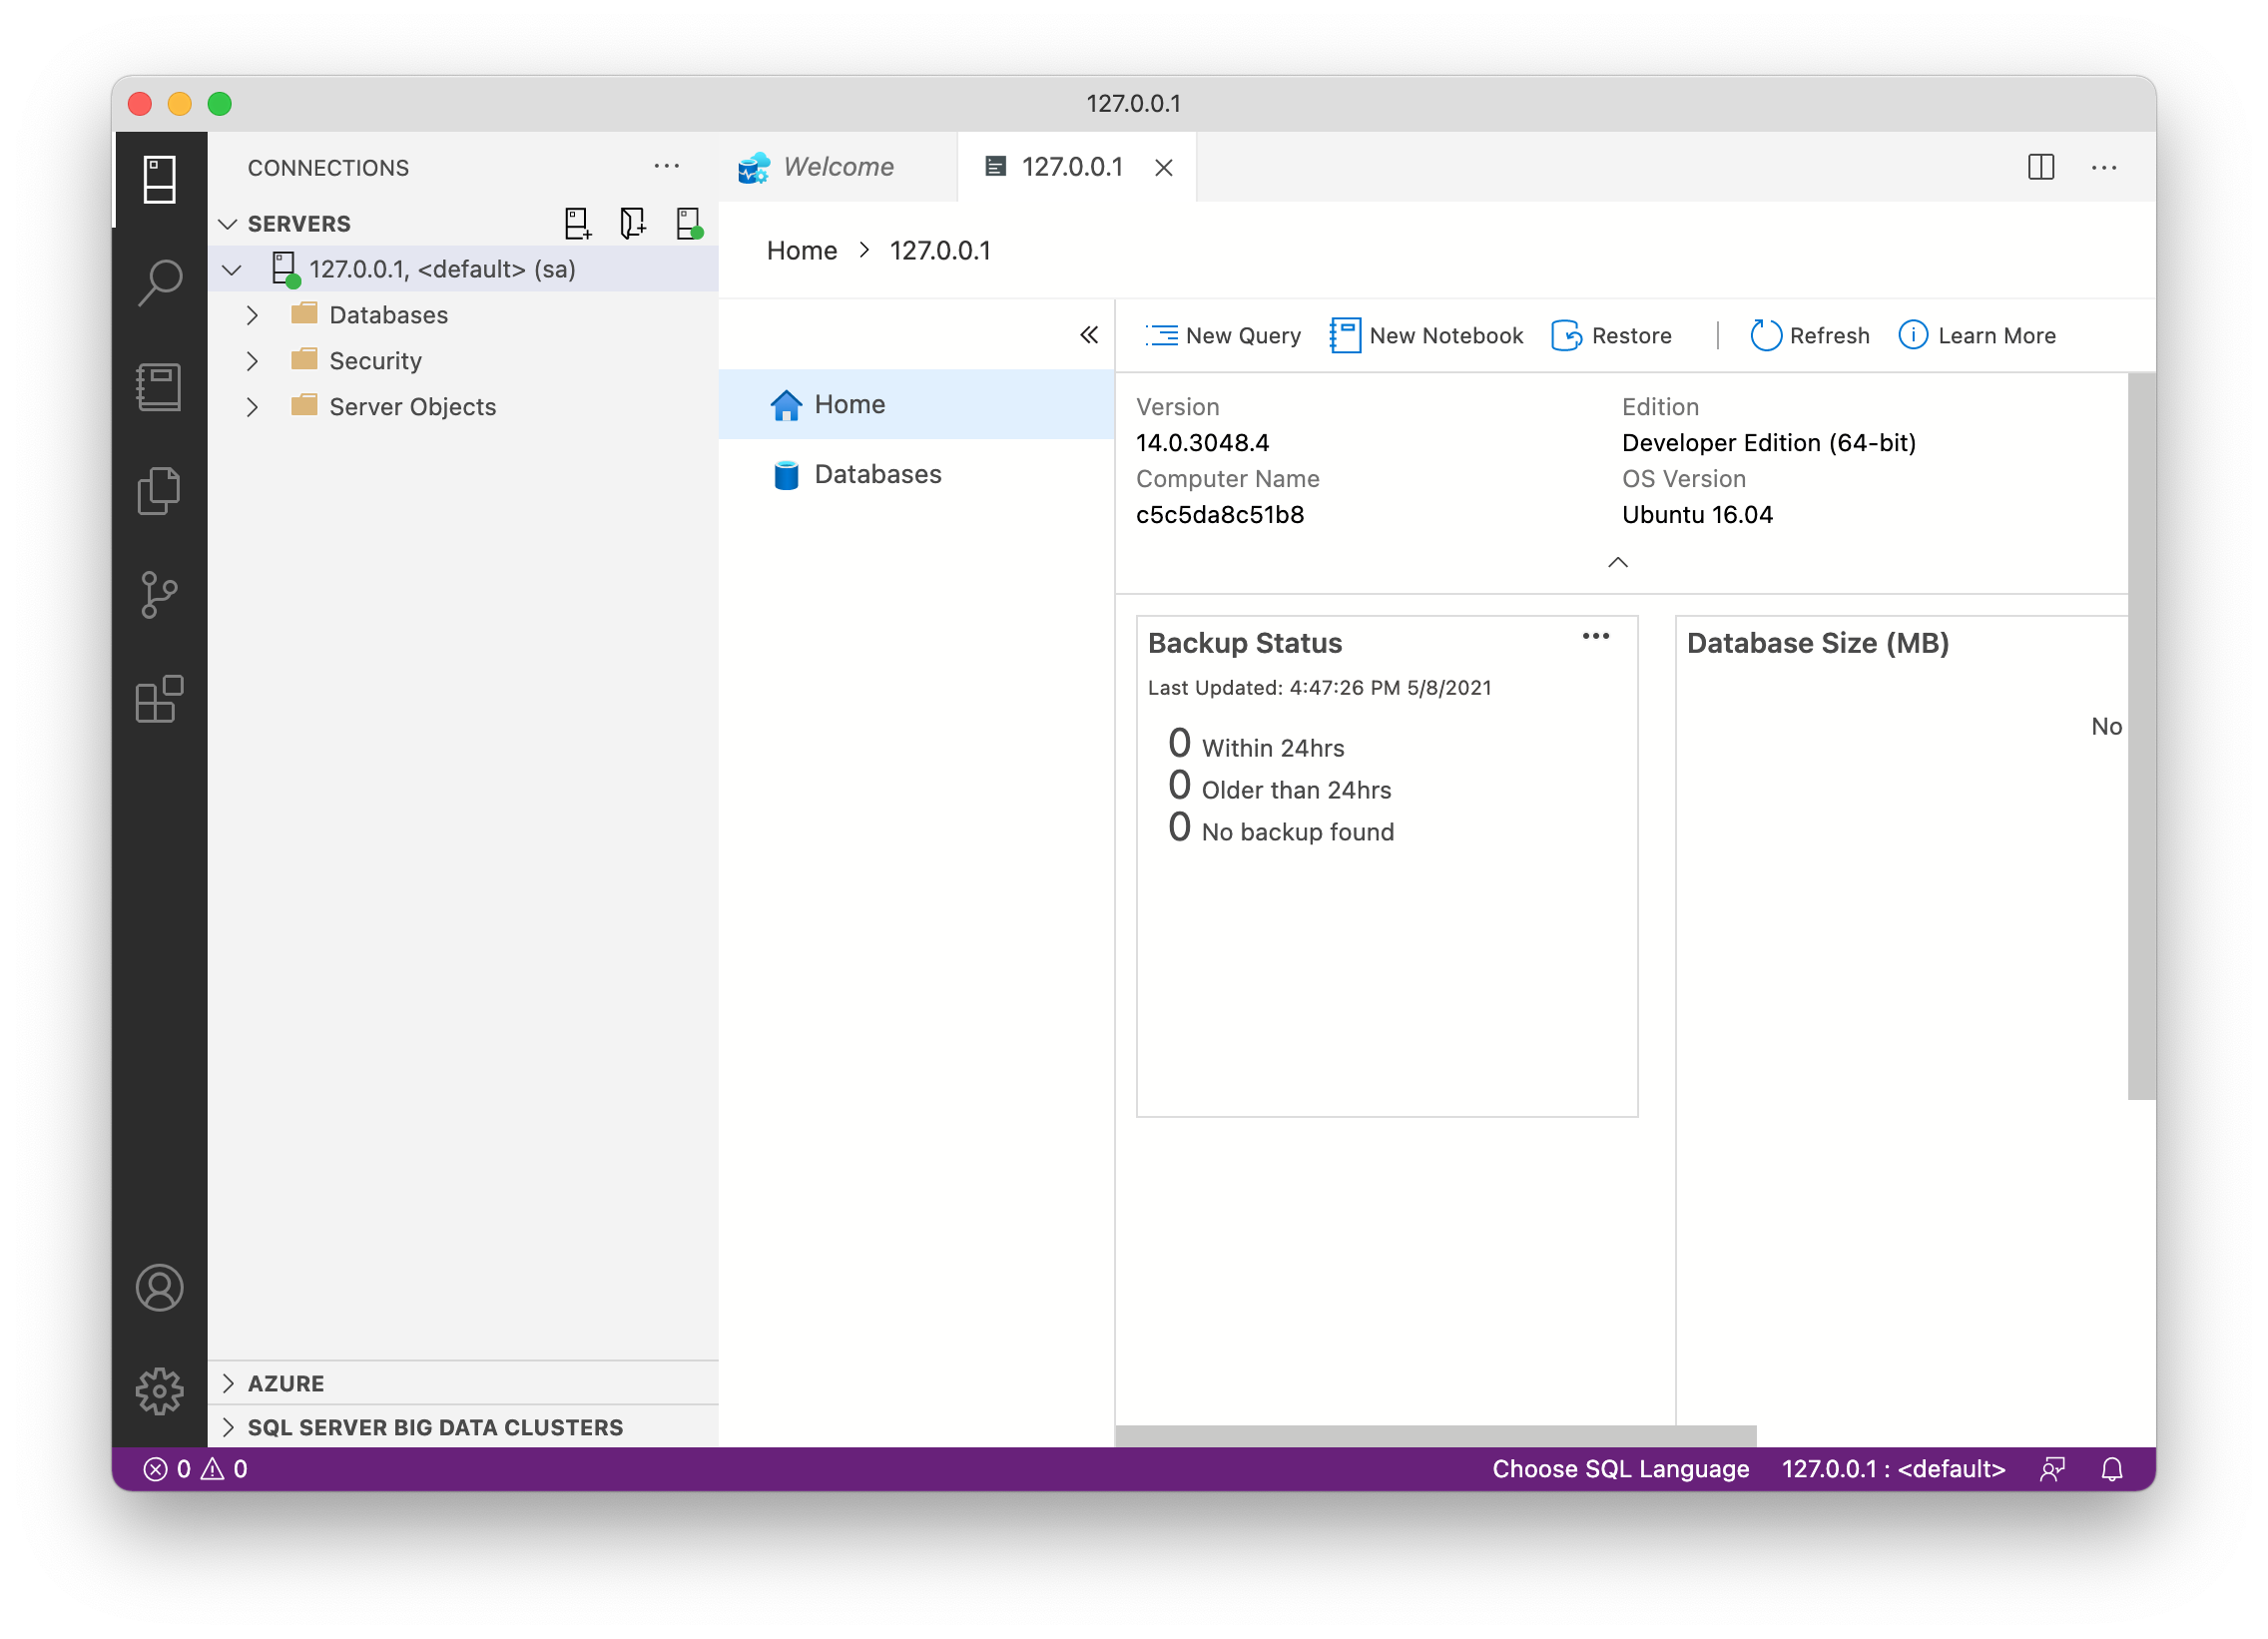 127.0.0.1
CONNECTIONS
SERVERS
127.0.0.1, <default> (sa)
Databases
Security
Server Objects
AZURE
SQL SERVER BIG DATA CLUSTERS
Welcome
127.0.0.1
Home > 127.0.0.1
Home
Databases
New Query New Notebook Restore | Refresh Learn More
Version
14.0.3048.4
Computer Name
c5c5da8c51b8
Edition
Developer Edition (64-bit)
OS Version
Ubuntu 16.04
Backup Status
Last Updated: 4:47:26 PM 5/8/2021
0 Within 24hrs
0 Older than 24hrs
0 No backup found
Database Size (MB)
No
0 0
Choose SQL Language 127.0.0.1 : <default>